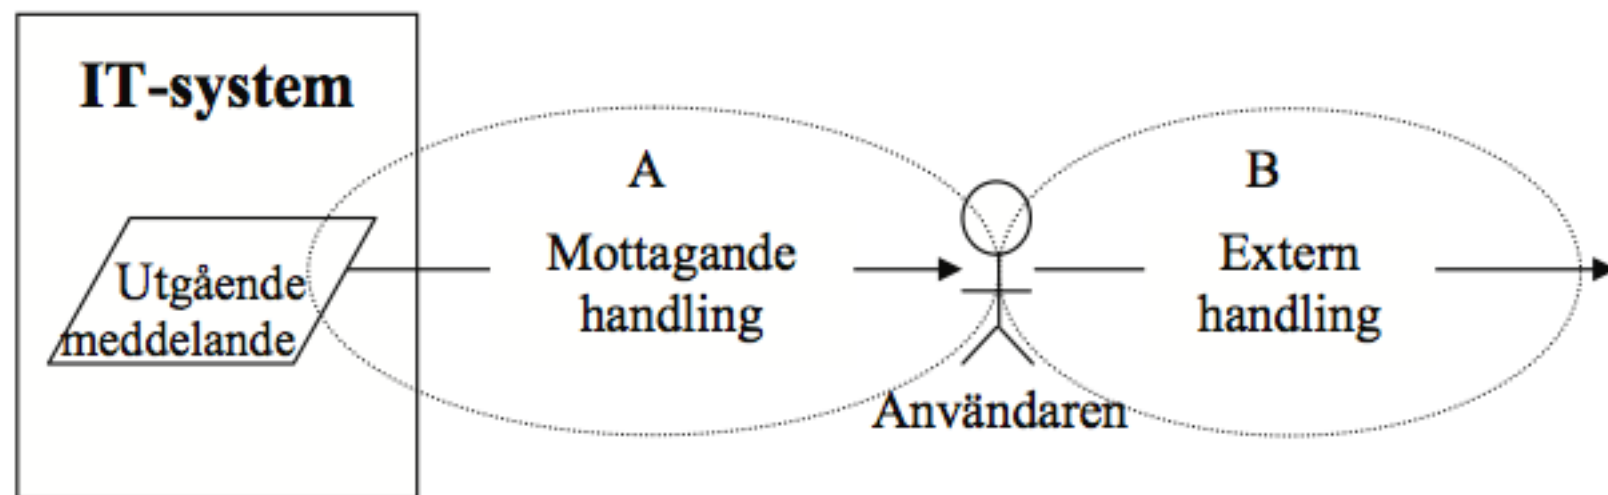 IT-system
Utgående
meddelande
A
Mottagande
handling
Användaren
B
Extern
handling